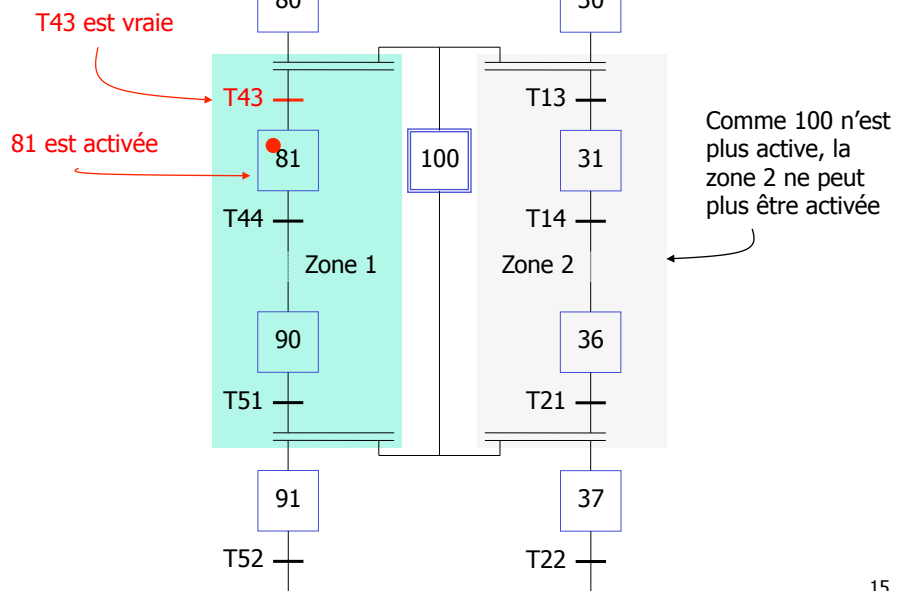 80
30
T43 est vraie
T43
T13
81 est activée
81
100
31
Comme 100 n'est
plus active, la
zone 2 ne peut
plus être activée
T44
T14
Zone 1
Zone 2
90
36
T51
T21
91
37
T52
T22
15